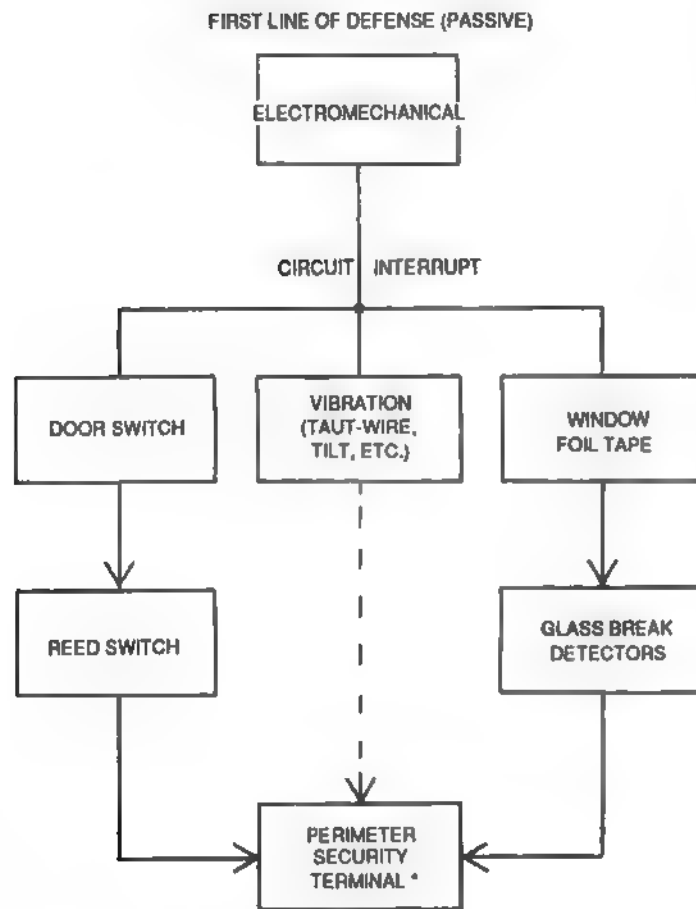 FIRST LINE OF DEFENSE (PASSIVE)
ELECTROMECHANICAL
CIRCUIT INTERRUPT
DOOR SWITCH
VIBRATION
(TAUT-WIRE,
TILT, ETC.)
WINDOW
FOIL TAPE
REED SWITCH
GLASS BREAK
DETECTORS
PERIMETER
SECURITY
TERMINAL *